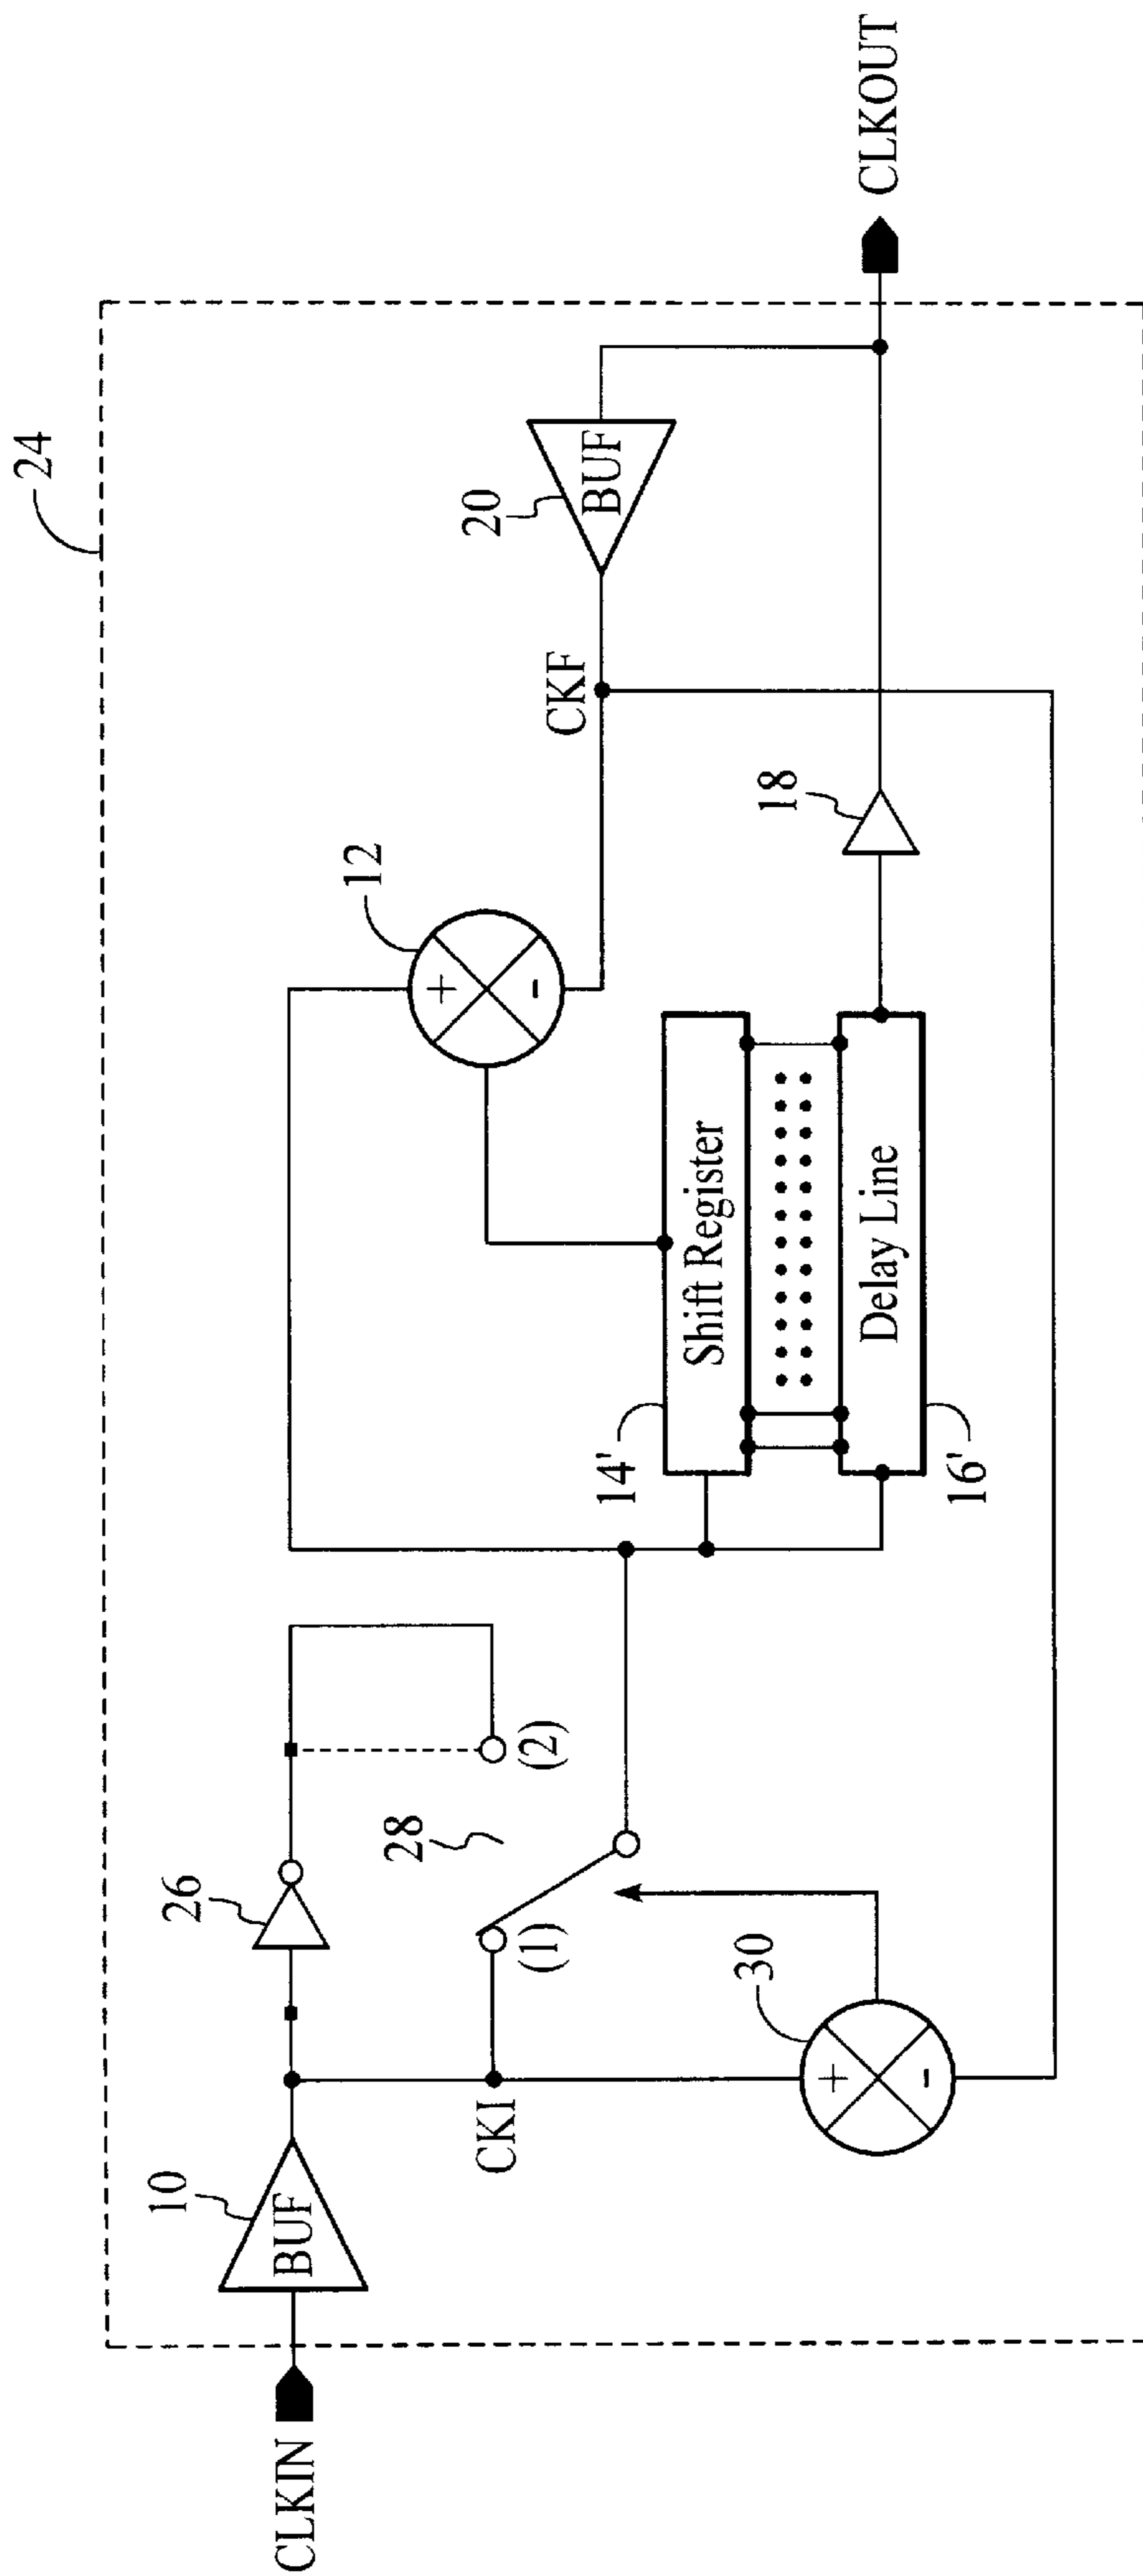 24
CLKIN
10
BUF
26
CKI
(1)
28
(2)
30
12
+
-
+
-
14'
Shift Register
Delay Line
16'
18
CKF
20
BUF
CLKOUT